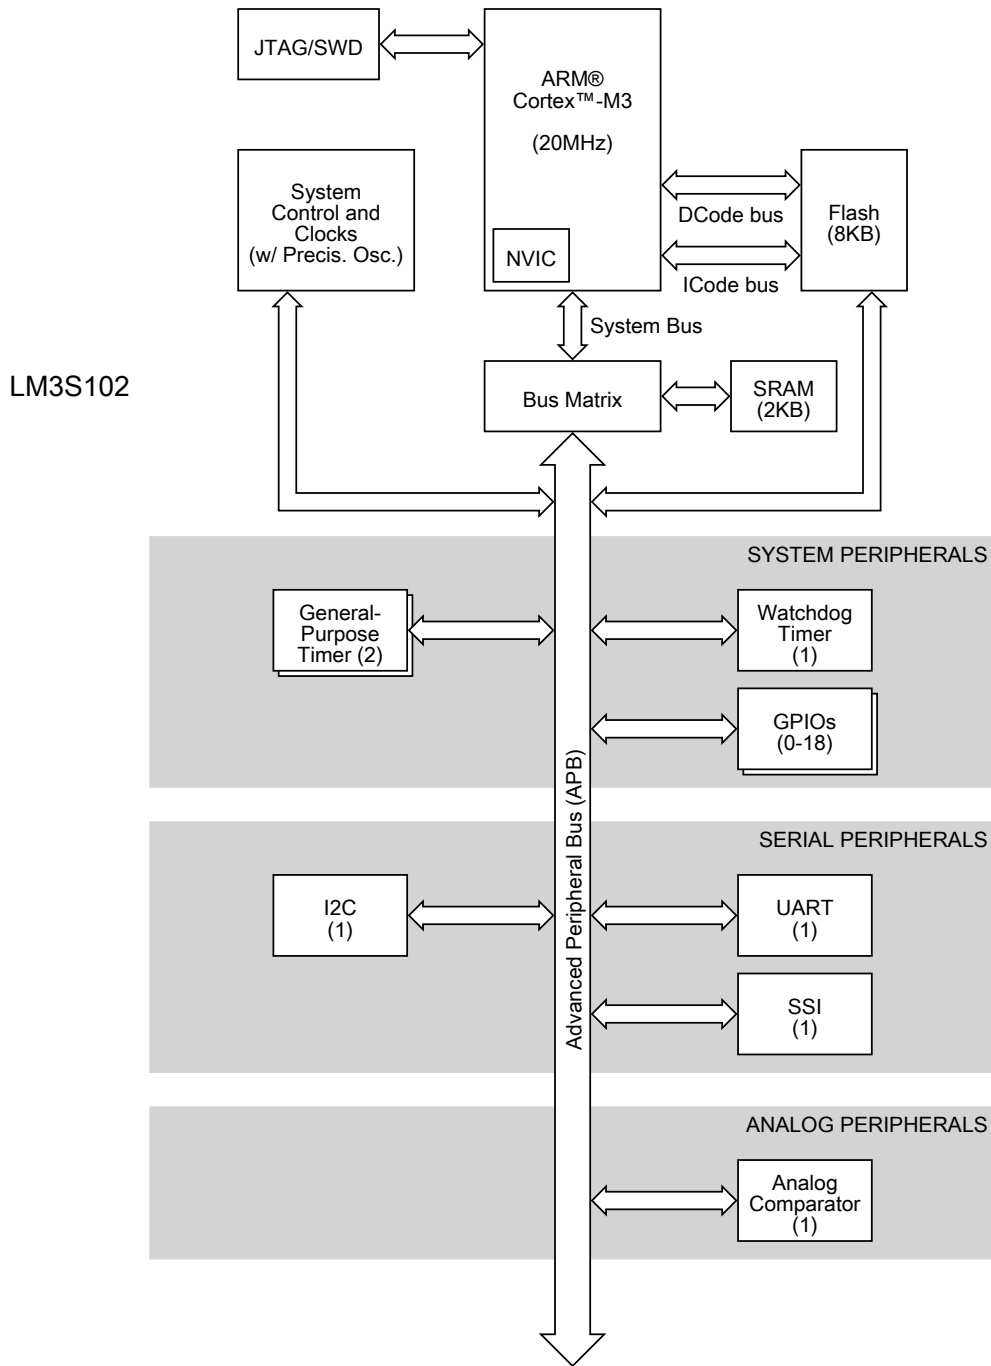 JTAG/SWD
ARM®
Cortex™-M3
(20MHz)
NVIC
System
Control and
Clocks
(w/ Precis. Osc.)
DCode bus
ICode bus
Flash
(8KB)
System Bus
LM3S102
Bus Matrix
SRAM
(2KB)
SYSTEM PERIPHERALS
General-
Purpose
Timer (2)
Watchdog
Timer
(1)
GPIOs
(0-18)
Advanced Peripheral Bus (APB)
SERIAL PERIPHERALS
I2C
(1)
UART
(1)
SSI
(1)
ANALOG PERIPHERALS
Analog
Comparator
(1)